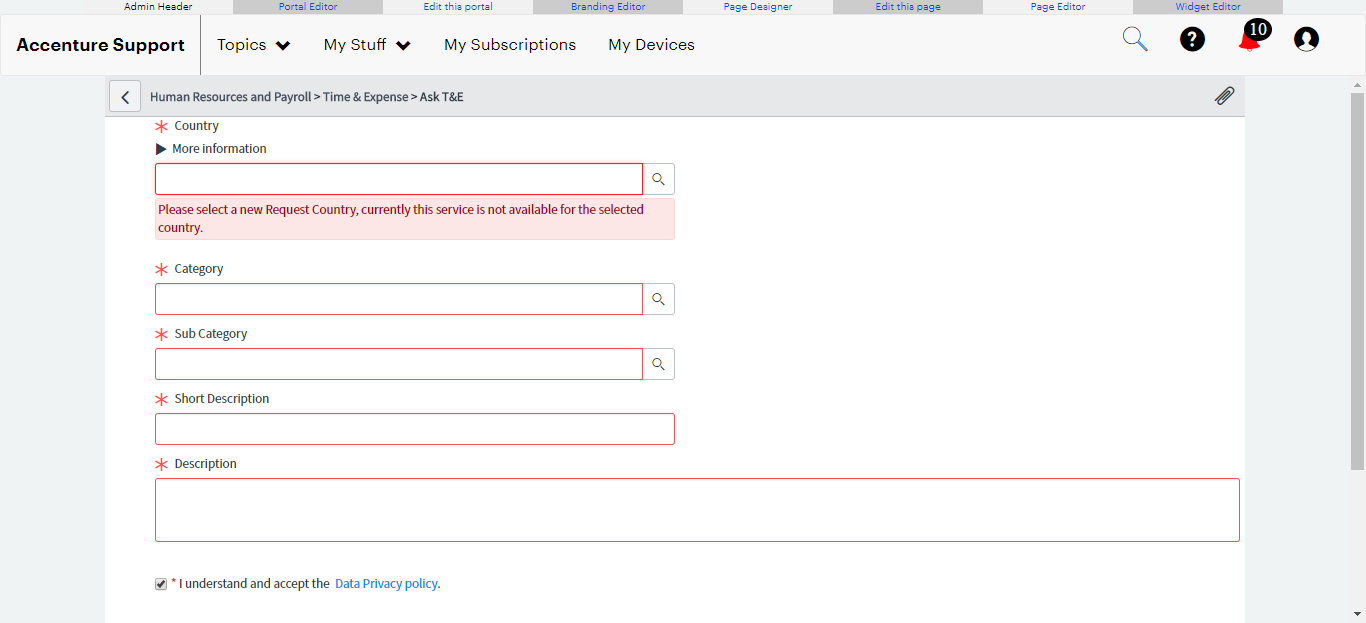 Admin Header Portal Editor Edit this portal Branding Editor Page Designer Edit this page Page Editor Widget Editor
Accenture Support Topics My Stuff My Subscriptions My Devices ? 10
Human Resources and Payroll > Time & Expense > Ask T&E
* Country
More information
Please select a new Request Country, currently this service is not available for the selected
country.
* Category
* Sub Category
* Short Description
* Description
* I understand and accept the Data Privacy policy.